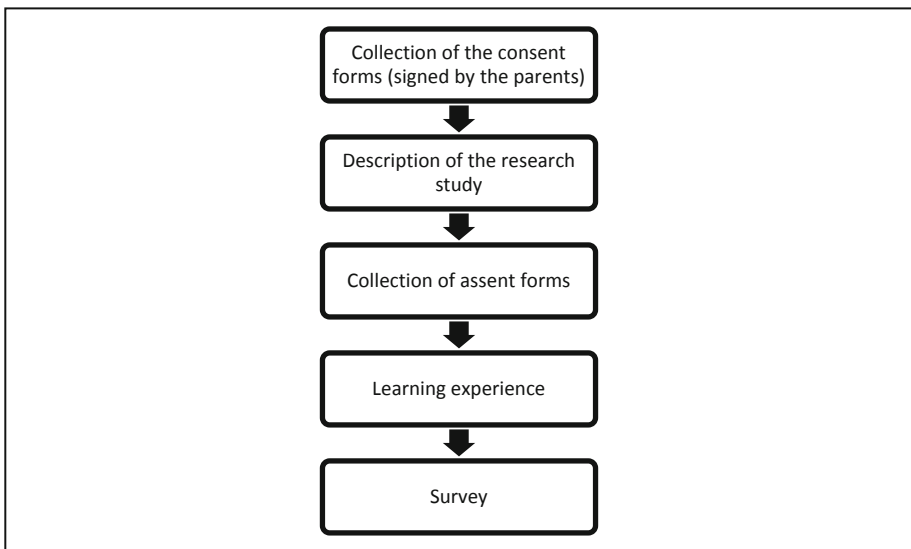 Collection of the consent
forms (signed by the parents)
Description of the research
study
Collection of assent forms
Learning experience
Survey